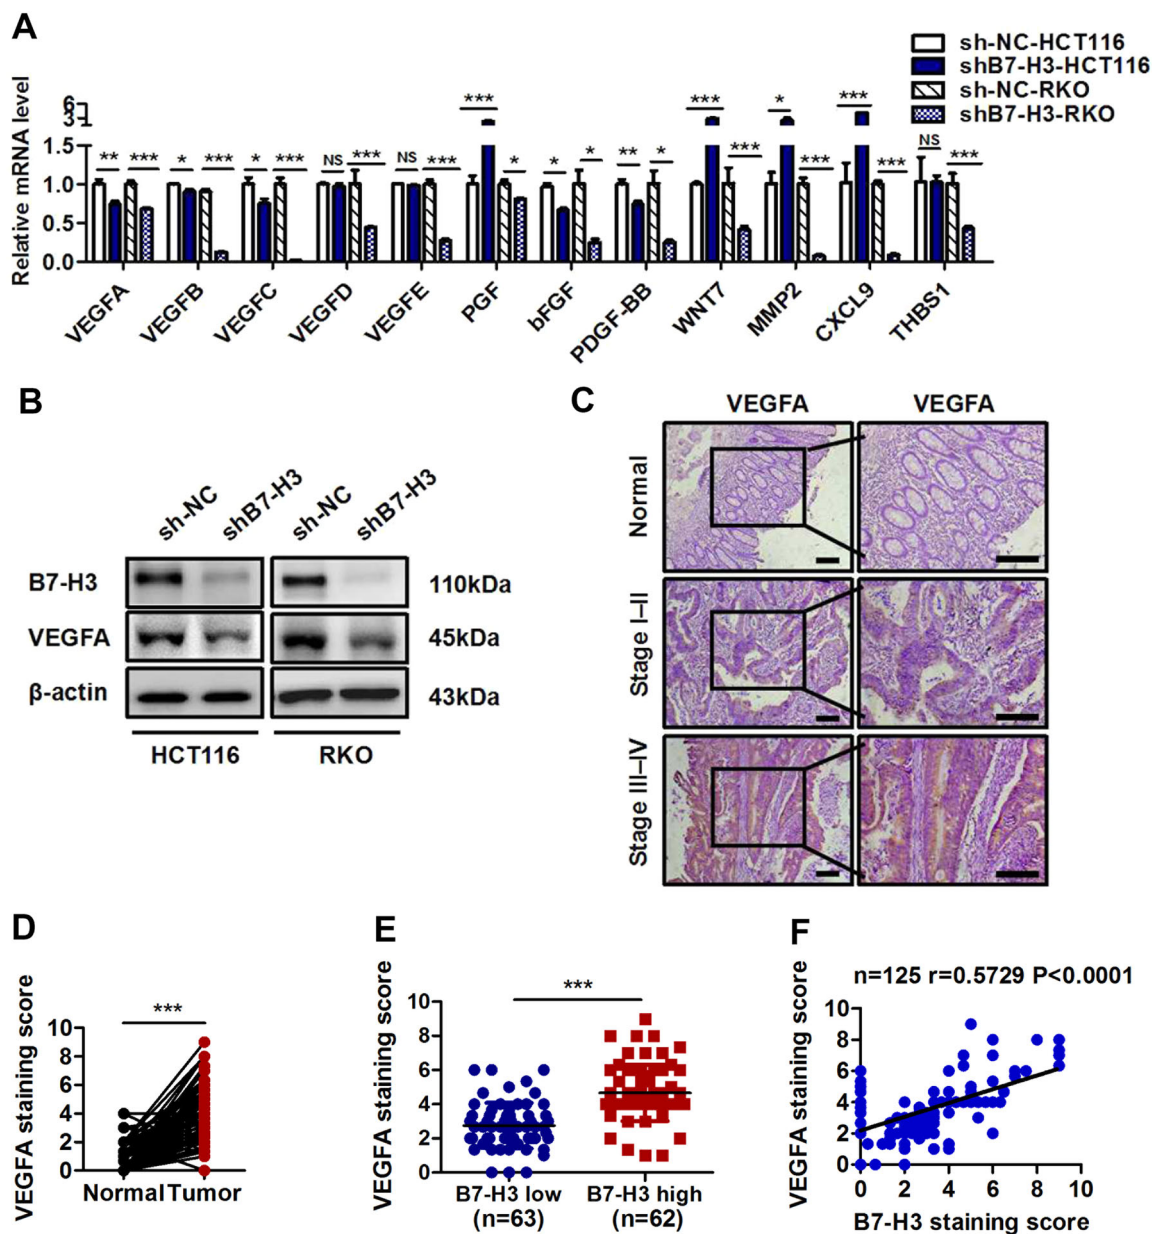 A
sh-NC-HCT116
shB7-H3-HCT116
sh-NC-RKO
shB7-H3-RKO
Relative mRNA level
6
3
1.5
1.0
0.5
0.0
** *** * *** * *** NS *** NS *** *** * * * ** * *** *** * *** *** *** NS ***
VEGFA VEGFB VEGFC VEGFD VEGFE PGF bFGF PDGF-BB WNT7 MMP2 CXCL9 THBS1
B
sh-NC shB7-H3 sh-NC shB7-H3
B7-H3 110kDa
VEGFA 45kDa
β-actin 43kDa
HCT116 RKO
C
VEGFA VEGFA
Normal
Stage I–II
Stage III–IV
D
VEGFA staining score
***
10
8
6
4
2
0
Normal Tumor
E
VEGFA staining score
***
10
8
6
4
2
0
B7-H3 low B7-H3 high
(n=63) (n=62)
F
n=125 r=0.5729 P<0.0001
VEGFA staining score
10
8
6
4
2
0
0 2 4 6 8 10
B7-H3 staining score